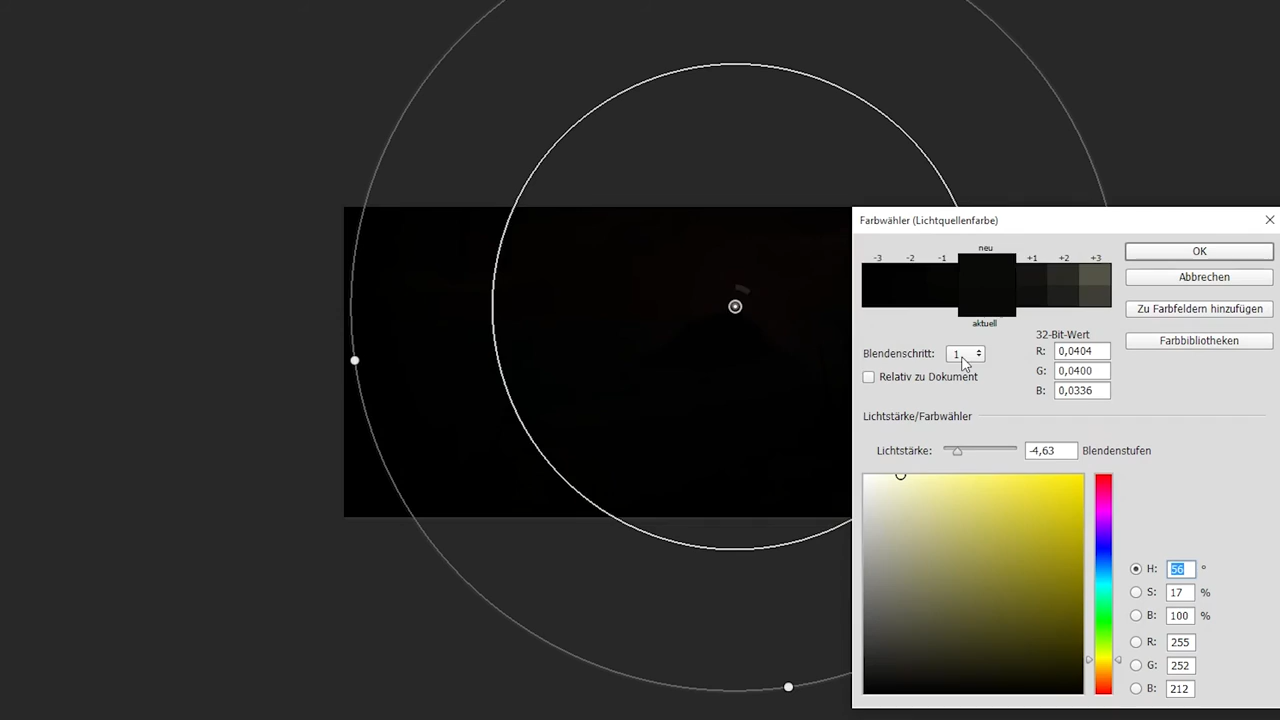 Farbwähler (Lichtquellenfarbe)
neu
-3 -2 -1 +1 +2 +3
aktuell
OK
Abbrechen
Zu Farbfeldern hinzufügen
Farbbibliotheken
Blendenschritt: 1
Relativ zu Dokument
32-Bit-Wert
R: 0,0404
G: 0,0400
B: 0,0336
Lichtstärke/Farbwähler
Lichtstärke: -4,63 Blendenstufen
H: 56 °
S: 17 %
B: 100 %
R: 255
G: 252
B: 212